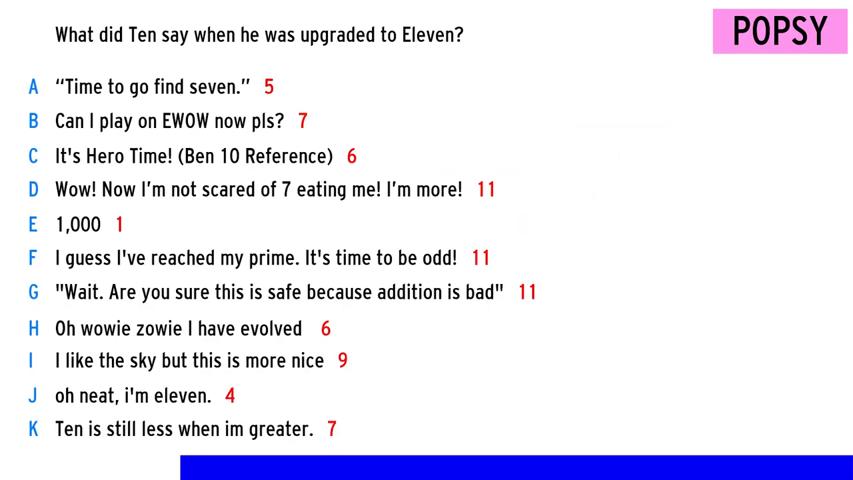 What did Ten say when he was upgraded to Eleven?
POPSY
A “Time to go find seven.” 5
B Can I play on EWOW now pls? 7
C It's Hero Time! (Ben 10 Reference) 6
D Wow! Now I’m not scared of 7 eating me! I’m more! 11
E 1,000 1
F I guess I've reached my prime. It's time to be odd! 11
G "Wait. Are you sure this is safe because addition is bad" 11
H Oh wowie zowie I have evolved 6
I I like the sky but this is more nice 9
J oh neat, i'm eleven. 4
K Ten is still less when im greater. 7